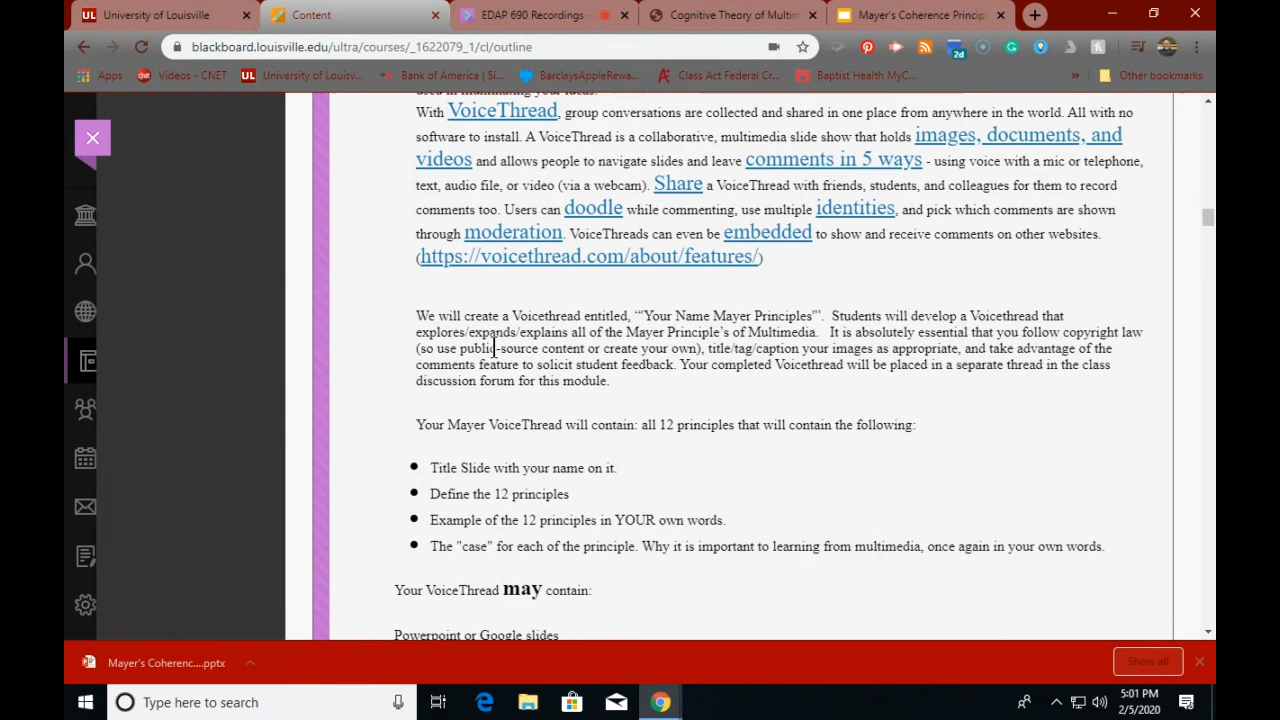 University of Louisville
Content
EDAP 690 Recordings
Cognitive Theory of Multim
Mayer's Coherence Principl
blackboard.louisville.edu/ultra/courses/_1622079_1/cl/outline
2d
Apps
Videos - CNET
University of Louisv...
Bank of America | Si...
BarclaysAppleRewa...
Class Act Federal Cr...
Baptist Health MyC...
Other bookmarks
With VoiceThread, group conversations are collected and shared in one place from anywhere in the world. All with no
software to install. A VoiceThread is a collaborative, multimedia slide show that holds images, documents, and
videos and allows people to navigate slides and leave comments in 5 ways - using voice with a mic or telephone,
text, audio file, or video (via a webcam). Share a VoiceThread with friends, students, and colleagues for them to record
comments too. Users can doodle while commenting, use multiple identities, and pick which comments are shown
through moderation. VoiceThreads can even be embedded to show and receive comments on other websites.
(https://voicethread.com/about/features/)
We will create a Voicethread entitled, “"Your Name Mayer Principles"”.  Students will develop a Voicethread that
explores/expands/explains all of the Mayer Principle’s of Multimedia.   It is absolutely essential that you follow copyright law
(so use public-source content or create your own), title/tag/caption your images as appropriate, and take advantage of the
comments feature to solicit student feedback. Your completed Voicethread will be placed in a separate thread in the class
discussion forum for this module.
Your Mayer VoiceThread will contain: all 12 principles that will contain the following:
Title Slide with your name on it.
Define the 12 principles
Example of the 12 principles in YOUR own words.
The "case" for each of the principle. Why it is important to learning from multimedia, once again in your own words.
Your VoiceThread may contain:
Powerpoint or Google slides
Mayer's Coherenc....pptx
Show all
Type here to search
5:01 PM
2/5/2020